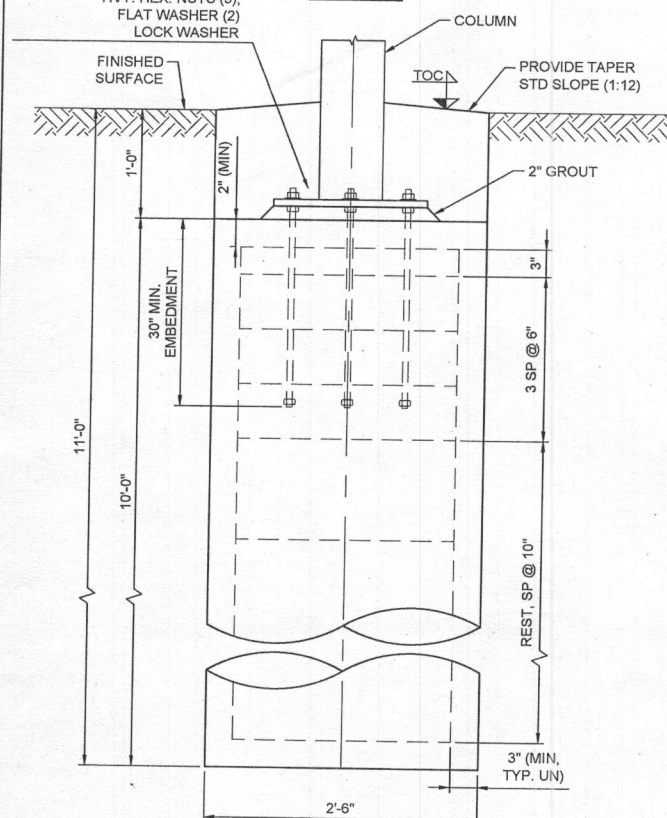 FLAT WASHER (2)
LOCK WASHER
COLUMN
FINISHED
SURFACE
TOC
PROVIDE TAPER
STD SLOPE (1:12)
1'-0"
2" (MIN)
2" GROUT
30" MIN.
EMBEDMENT
3"
3 SP @ 6"
11'-0"
10'-0"
REST, SP @ 10"
3" (MIN,
TYP. UN)
2'-6"